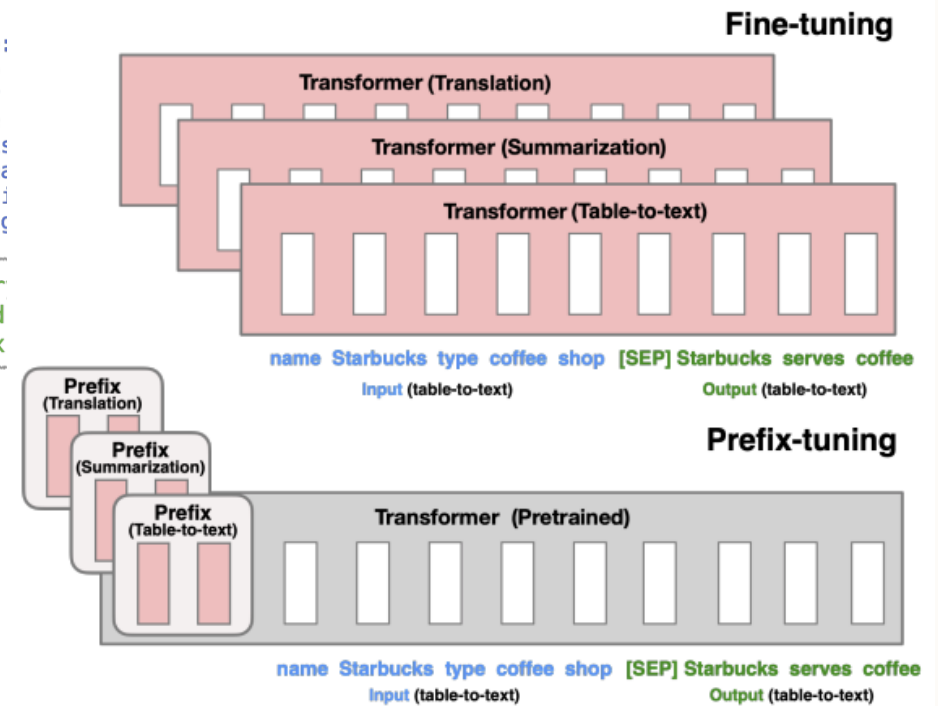 Fine-tuning
Transformer (Translation)
Transformer (Summarization)
Transformer (Table-to-text)
name Starbucks type coffee shop [SEP] Starbucks serves coffee
Input (table-to-text) Output (table-to-text)
Prefix
(Translation)
Prefix-tuning
Prefix
(Summarization)
Prefix
(Table-to-text)
Transformer (Pretrained)
name Starbucks type coffee shop [SEP] Starbucks serves coffee
Input (table-to-text) Output (table-to-text)